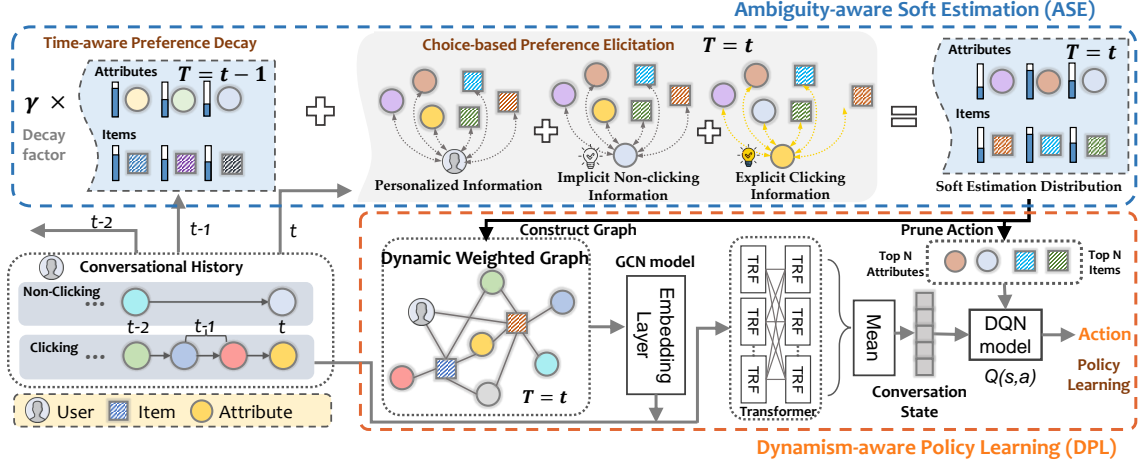 Ambiguity-aware Soft Estimation (ASE)
Time-aware Preference Decay
Attributes
T = t − 1
γ ×
Decay
factor
Items
Choice-based Preference Elicitation
T = t
Personalized Information
Implicit Non-clicking
Information
Explicit Clicking
Information
Attributes
T = t
Items
Soft Estimation Distribution
t-2
t-1
t
Conversational History
Non-Clicking
...
t-2
t-1
t
Clicking
...
User
Item
Attribute
Construct Graph
Dynamic Weighted Graph
T = t
GCN model
Embedding
Layer
TRF
TRF
TRF
TRF
TRF
TRF
Transformer
Mean
Conversation
State
Prune Action
Top N
Attributes
Top N
Items
DQN
model
Q(s,a)
Action
Policy
Learning
Dynamism-aware Policy Learning (DPL)